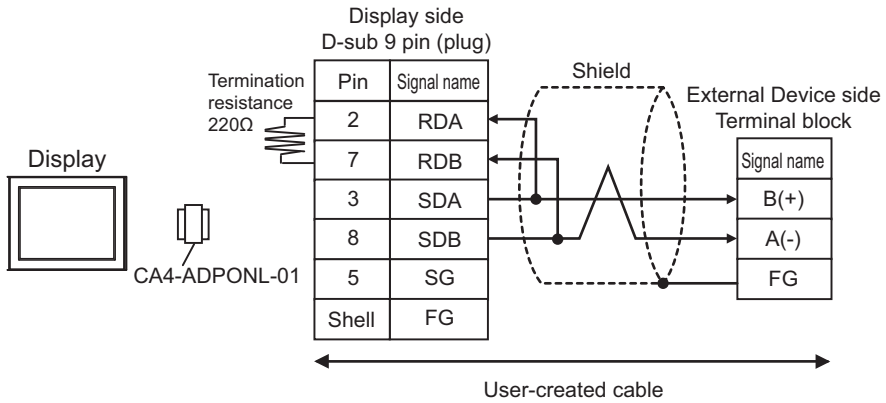 Display side
D-sub 9 pin (plug)
Termination
resistance
220Ω
Pin Signal name
2 RDA
7 RDB
3 SDA
8 SDB
5 SG
Shell FG
Shield
External Device side
Terminal block
Signal name
B(+)
A(-)
FG
Display
CA4-ADPONL-01
User-created cable